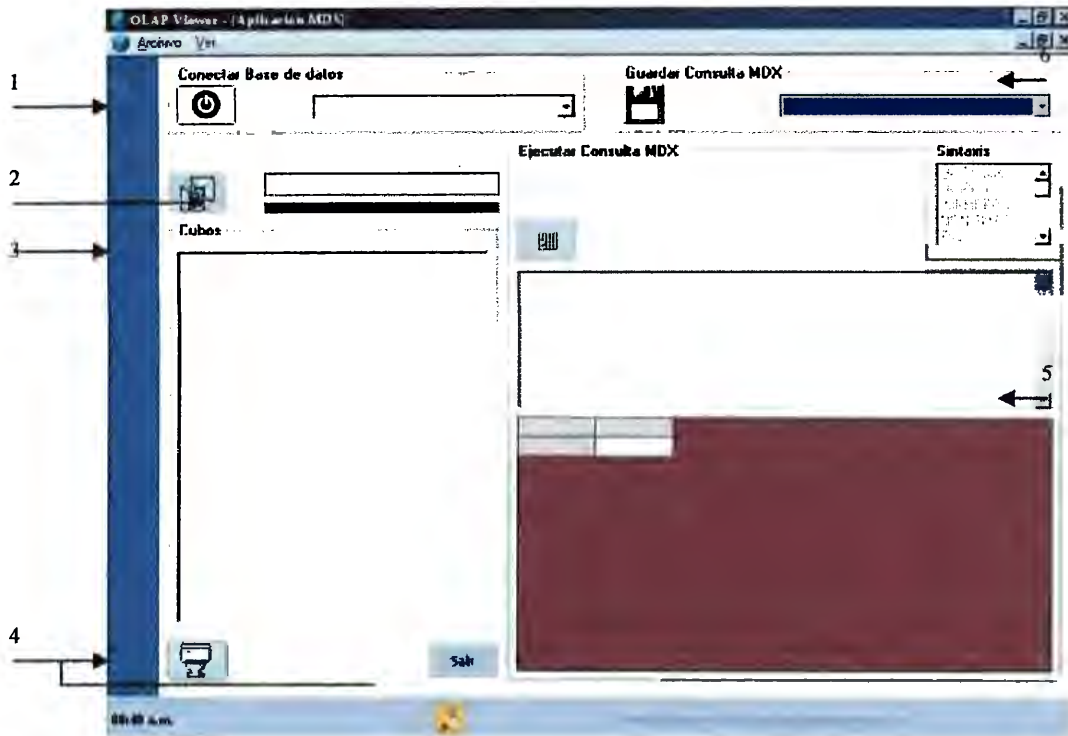 OLAP Viewer - [Aplicación MDX]
Archivo Ver
6
Conectar Base de datos
Guardar Consulta MDX
1
Ejecutar Consulta MDX
Sintaxis
2
Cubos
3
5
4
Salir